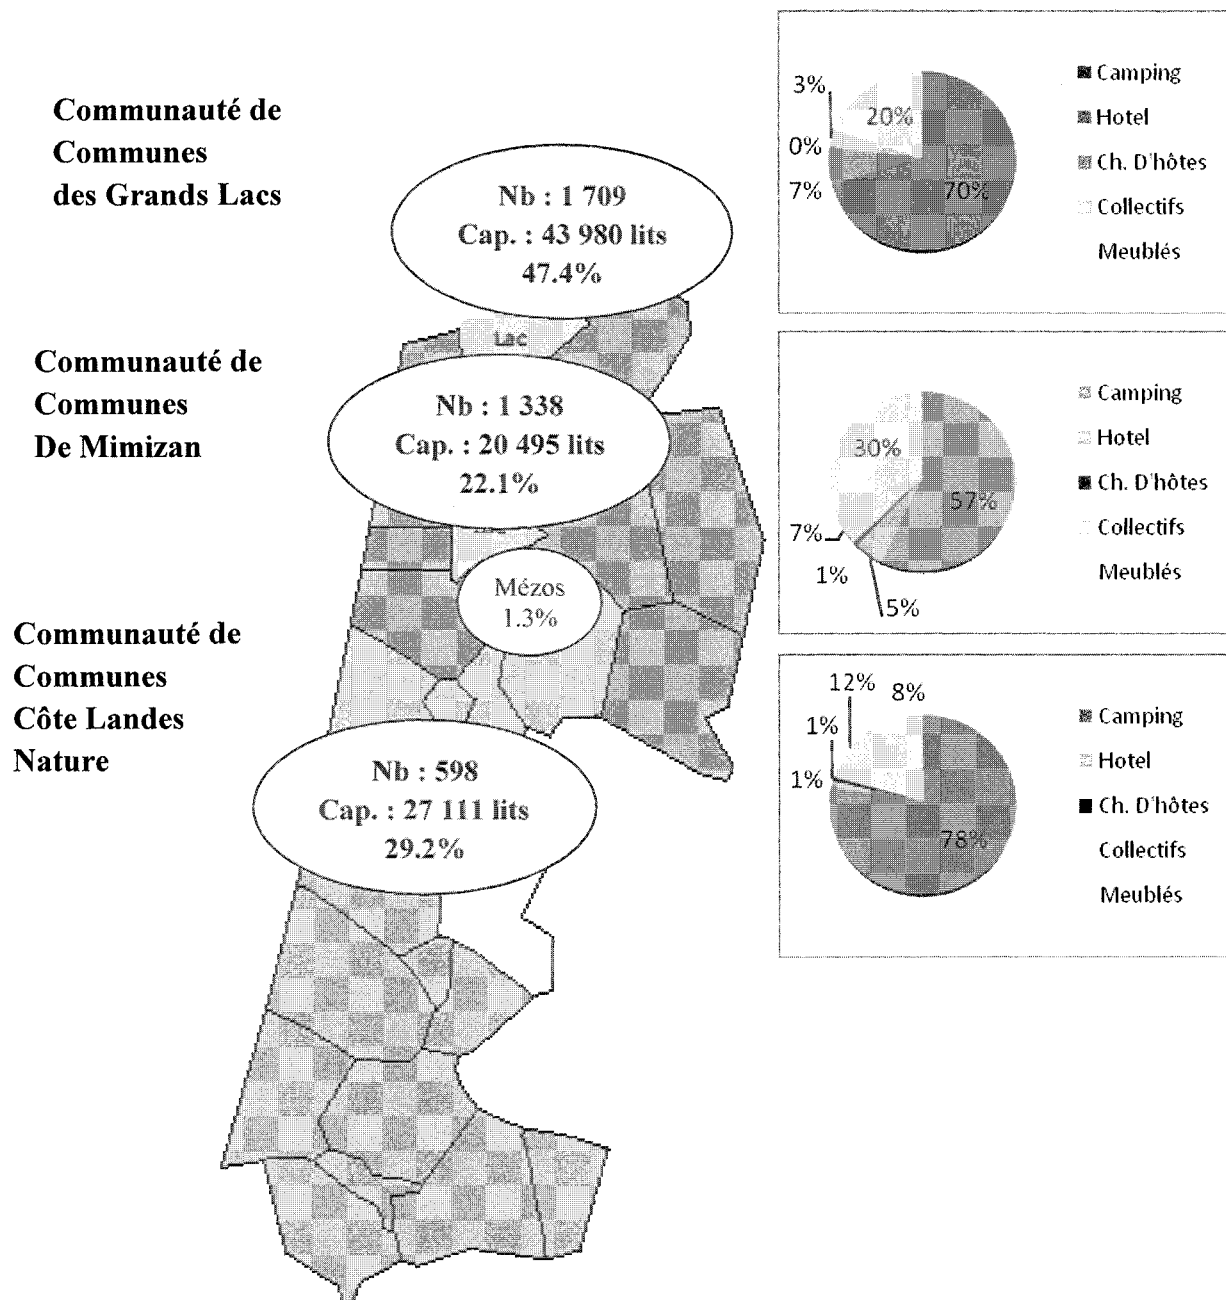 Communauté de
Communes
des Grands Lacs
Nb : 1 709
Cap. : 43 980 lits
47.4%
3%
0%
7%
20%
70%
Camping
Hotel
Ch. D'hôtes
Collectifs
Meublés
Lac
Communauté de
Communes
De Mimizan
Nb : 1 338
Cap. : 20 495 lits
22.1%
30%
57%
7%
1%
5%
Camping
Hotel
Ch. D'hôtes
Collectifs
Meublés
Mézos
1.3%
Communauté de
Communes
Côte Landes
Nature
Nb : 598
Cap. : 27 111 lits
29.2%
12%
8%
1%
1%
78%
Camping
Hotel
Ch. D'hôtes
Collectifs
Meublés